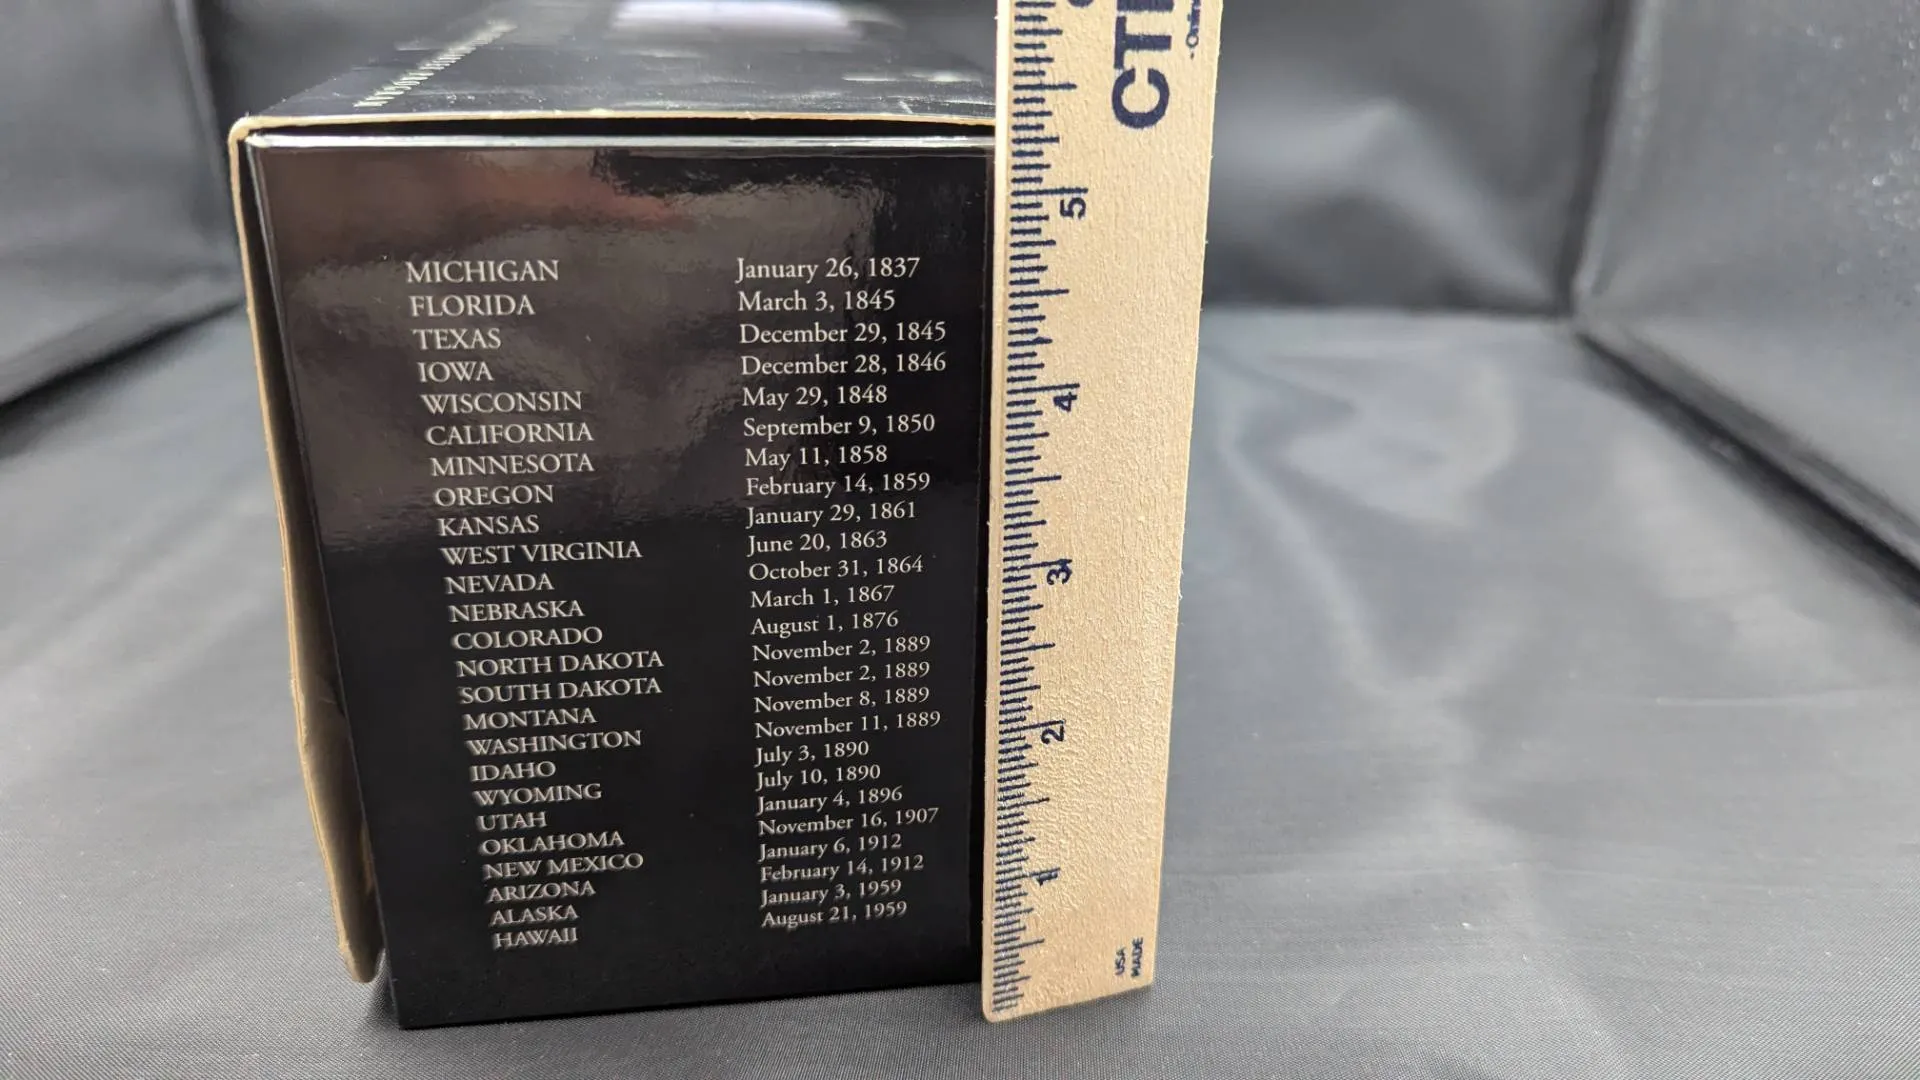 MICHIGAN January 26, 1837
FLORIDA March 3, 1845
TEXAS December 29, 1845
IOWA December 28, 1846
WISCONSIN May 29, 1848
CALIFORNIA September 9, 1850
MINNESOTA May 11, 1858
OREGON February 14, 1859
KANSAS January 29, 1861
WEST VIRGINIA June 20, 1863
NEVADA October 31, 1864
NEBRASKA March 1, 1867
COLORADO August 1, 1876
NORTH DAKOTA November 2, 1889
SOUTH DAKOTA November 2, 1889
MONTANA November 8, 1889
WASHINGTON November 11, 1889
IDAHO July 3, 1890
WYOMING July 10, 1890
UTAH January 4, 1896
OKLAHOMA November 16, 1907
NEW MEXICO January 6, 1912
ARIZONA February 14, 1912
ALASKA January 3, 1959
HAWAII August 21, 1959
5
4
3
2
1
USA
MADE